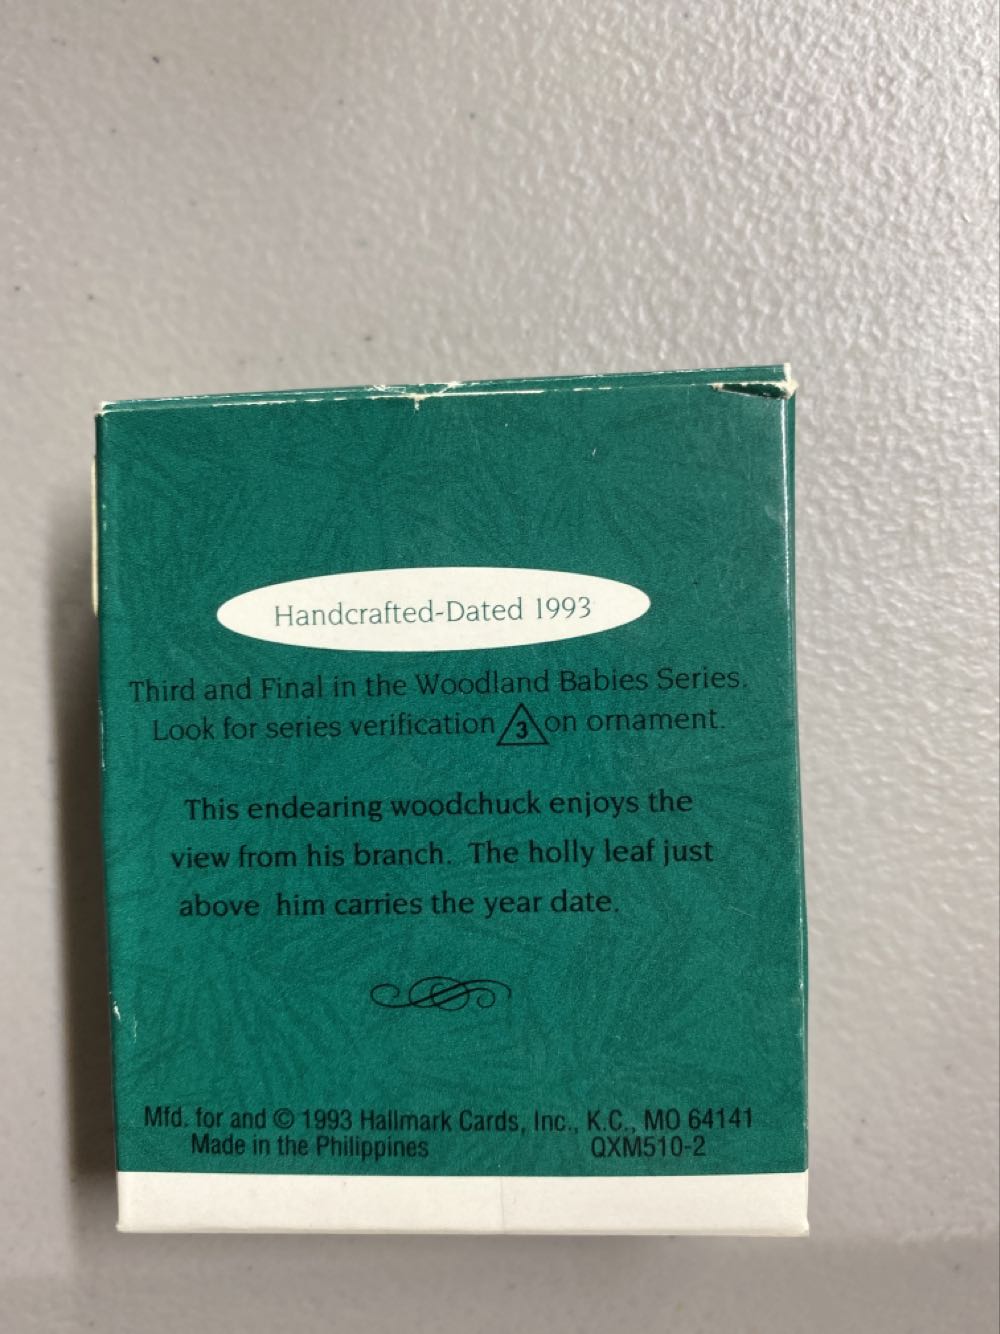 Handcrafted-Dated 1993
Third and Final in the Woodland Babies Series.
Look for series verification 3 on ornament.
This endearing woodchuck enjoys the
view from his branch. The holly leaf just
above him carries the year date.
Mfd. for and © 1993 Hallmark Cards, Inc., K.C., MO 64141
Made in the Philippines QXM510-2